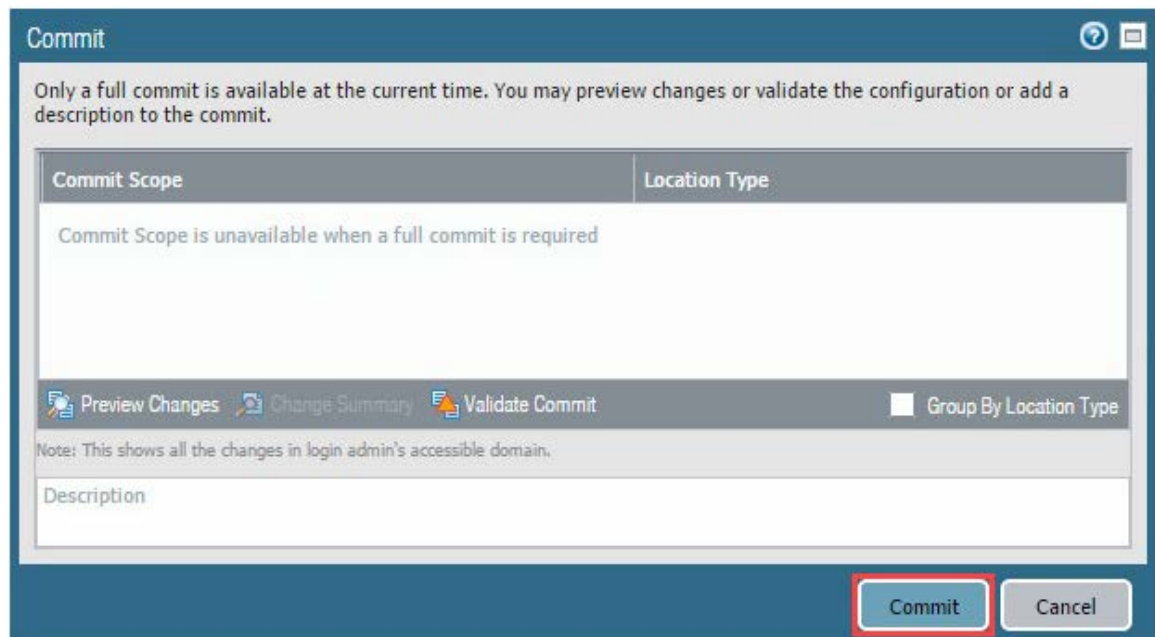 Commit
Only a full commit is available at the current time. You may preview changes or validate the configuration or add a
description to the commit.
Commit Scope
Location Type
Commit Scope is unavailable when a full commit is required
Preview Changes
Change Summary
Validate Commit
Group By Location Type
Note: This shows all the changes in login admin's accessible domain.
Description
Commit
Cancel